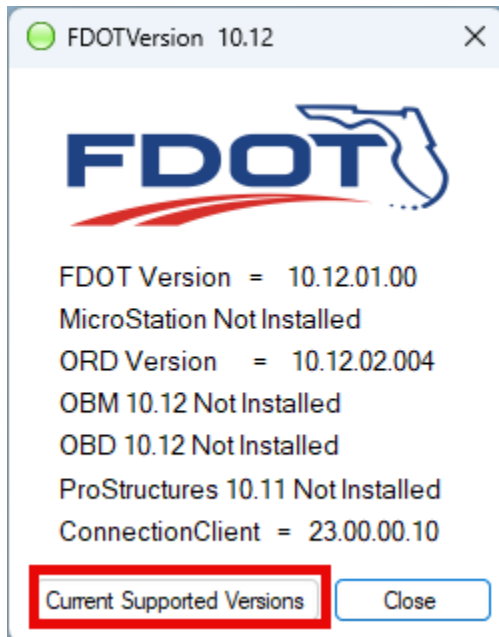 FDOTVersion 10.12
FDOT
FDOT Version = 10.12.01.00
MicroStation Not Installed
ORD Version = 10.12.02.004
OBM 10.12 Not Installed
OBD 10.12 Not Installed
ProStructures 10.11 Not Installed
ConnectionClient = 23.00.00.10
Current Supported Versions Close